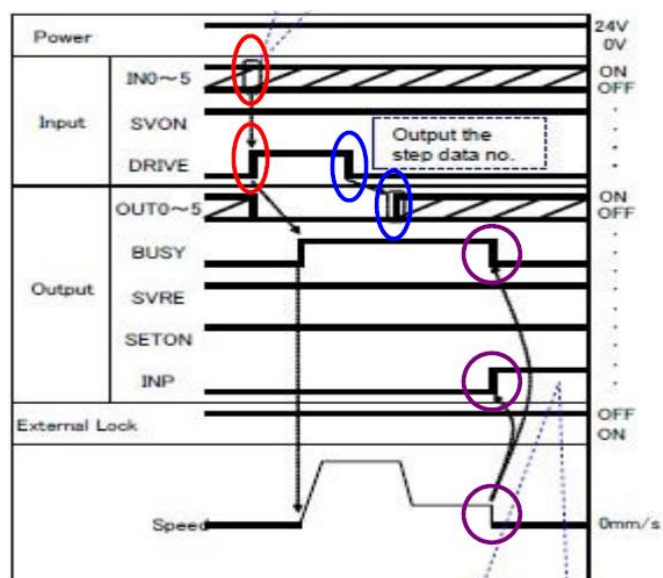 Power
24V
0V
Input
IN0～5
ON
OFF
SVON
DRIVE
Output the
step data no.
Output
OUT0～5
ON
OFF
BUSY
SVRE
SETON
INP
External Lock
OFF
ON
Speed
0mm/s